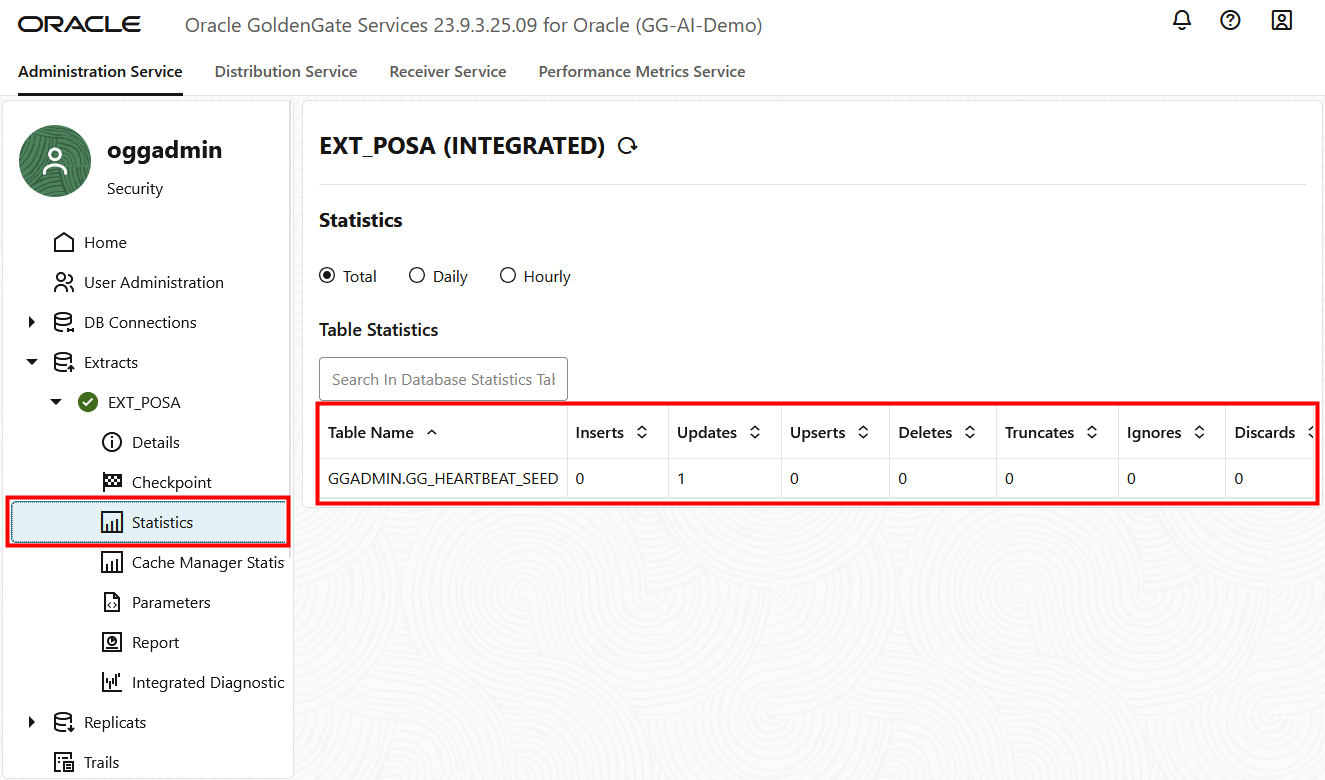 ORACLE Oracle GoldenGate Services 23.9.3.25.09 for Oracle (GG-AI-Demo)
Administration Service Distribution Service Receiver Service Performance Metrics Service
oggadmin
Security
Home
User Administration
DB Connections
Extracts
EXT_POSA
Details
Checkpoint
Statistics
Cache Manager Statis
Parameters
Report
Integrated Diagnostic
Replicats
Trails
EXT_POSA (INTEGRATED)
Statistics
Total Daily Hourly
Table Statistics
Search In Database Statistics Tab
Table Name Inserts Updates Upserts Deletes Truncates Ignores Discards
GGADMIN.GG_HEARTBEAT_SEED 0 1 0 0 0 0 0